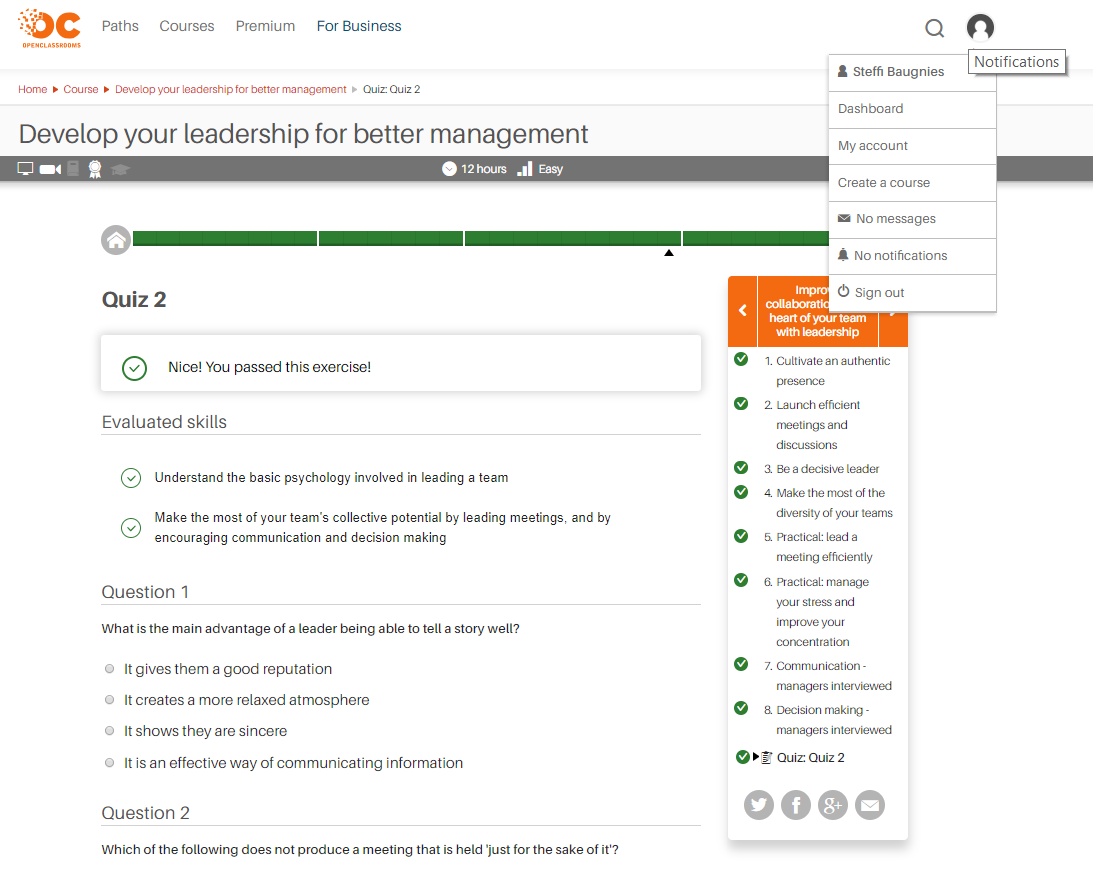 OC
OPENCLASSROOMS
Paths
Courses
Premium
For Business
Notifications
Steffi Baugnies
Dashboard
My account
Create a course
No messages
No notifications
Sign out
Home
Course
Develop your leadership for better management
Quiz: Quiz 2
Develop your leadership for better management
12 hours
Easy
Quiz 2
Nice! You passed this exercise!
Evaluated skills
Understand the basic psychology involved in leading a team
Make the most of your team's collective potential by leading meetings, and by
encouraging communication and decision making
Question 1
What is the main advantage of a leader being able to tell a story well?
It gives them a good reputation
It creates a more relaxed atmosphere
It shows they are sincere
It is an effective way of communicating information
Question 2
Which of the following does not produce a meeting that is held 'just for the sake of it'?
heart of your team
with leadership
1. Cultivate an authentic
presence
2. Launch efficient
meetings and
discussions
3. Be a decisive leader
4. Make the most of the
diversity of your teams
5. Practical: lead a
meeting efficiently
6. Practical: manage
your stress and
improve your
concentration
7. Communication -
managers interviewed
8. Decision making -
managers interviewed
Quiz: Quiz 2